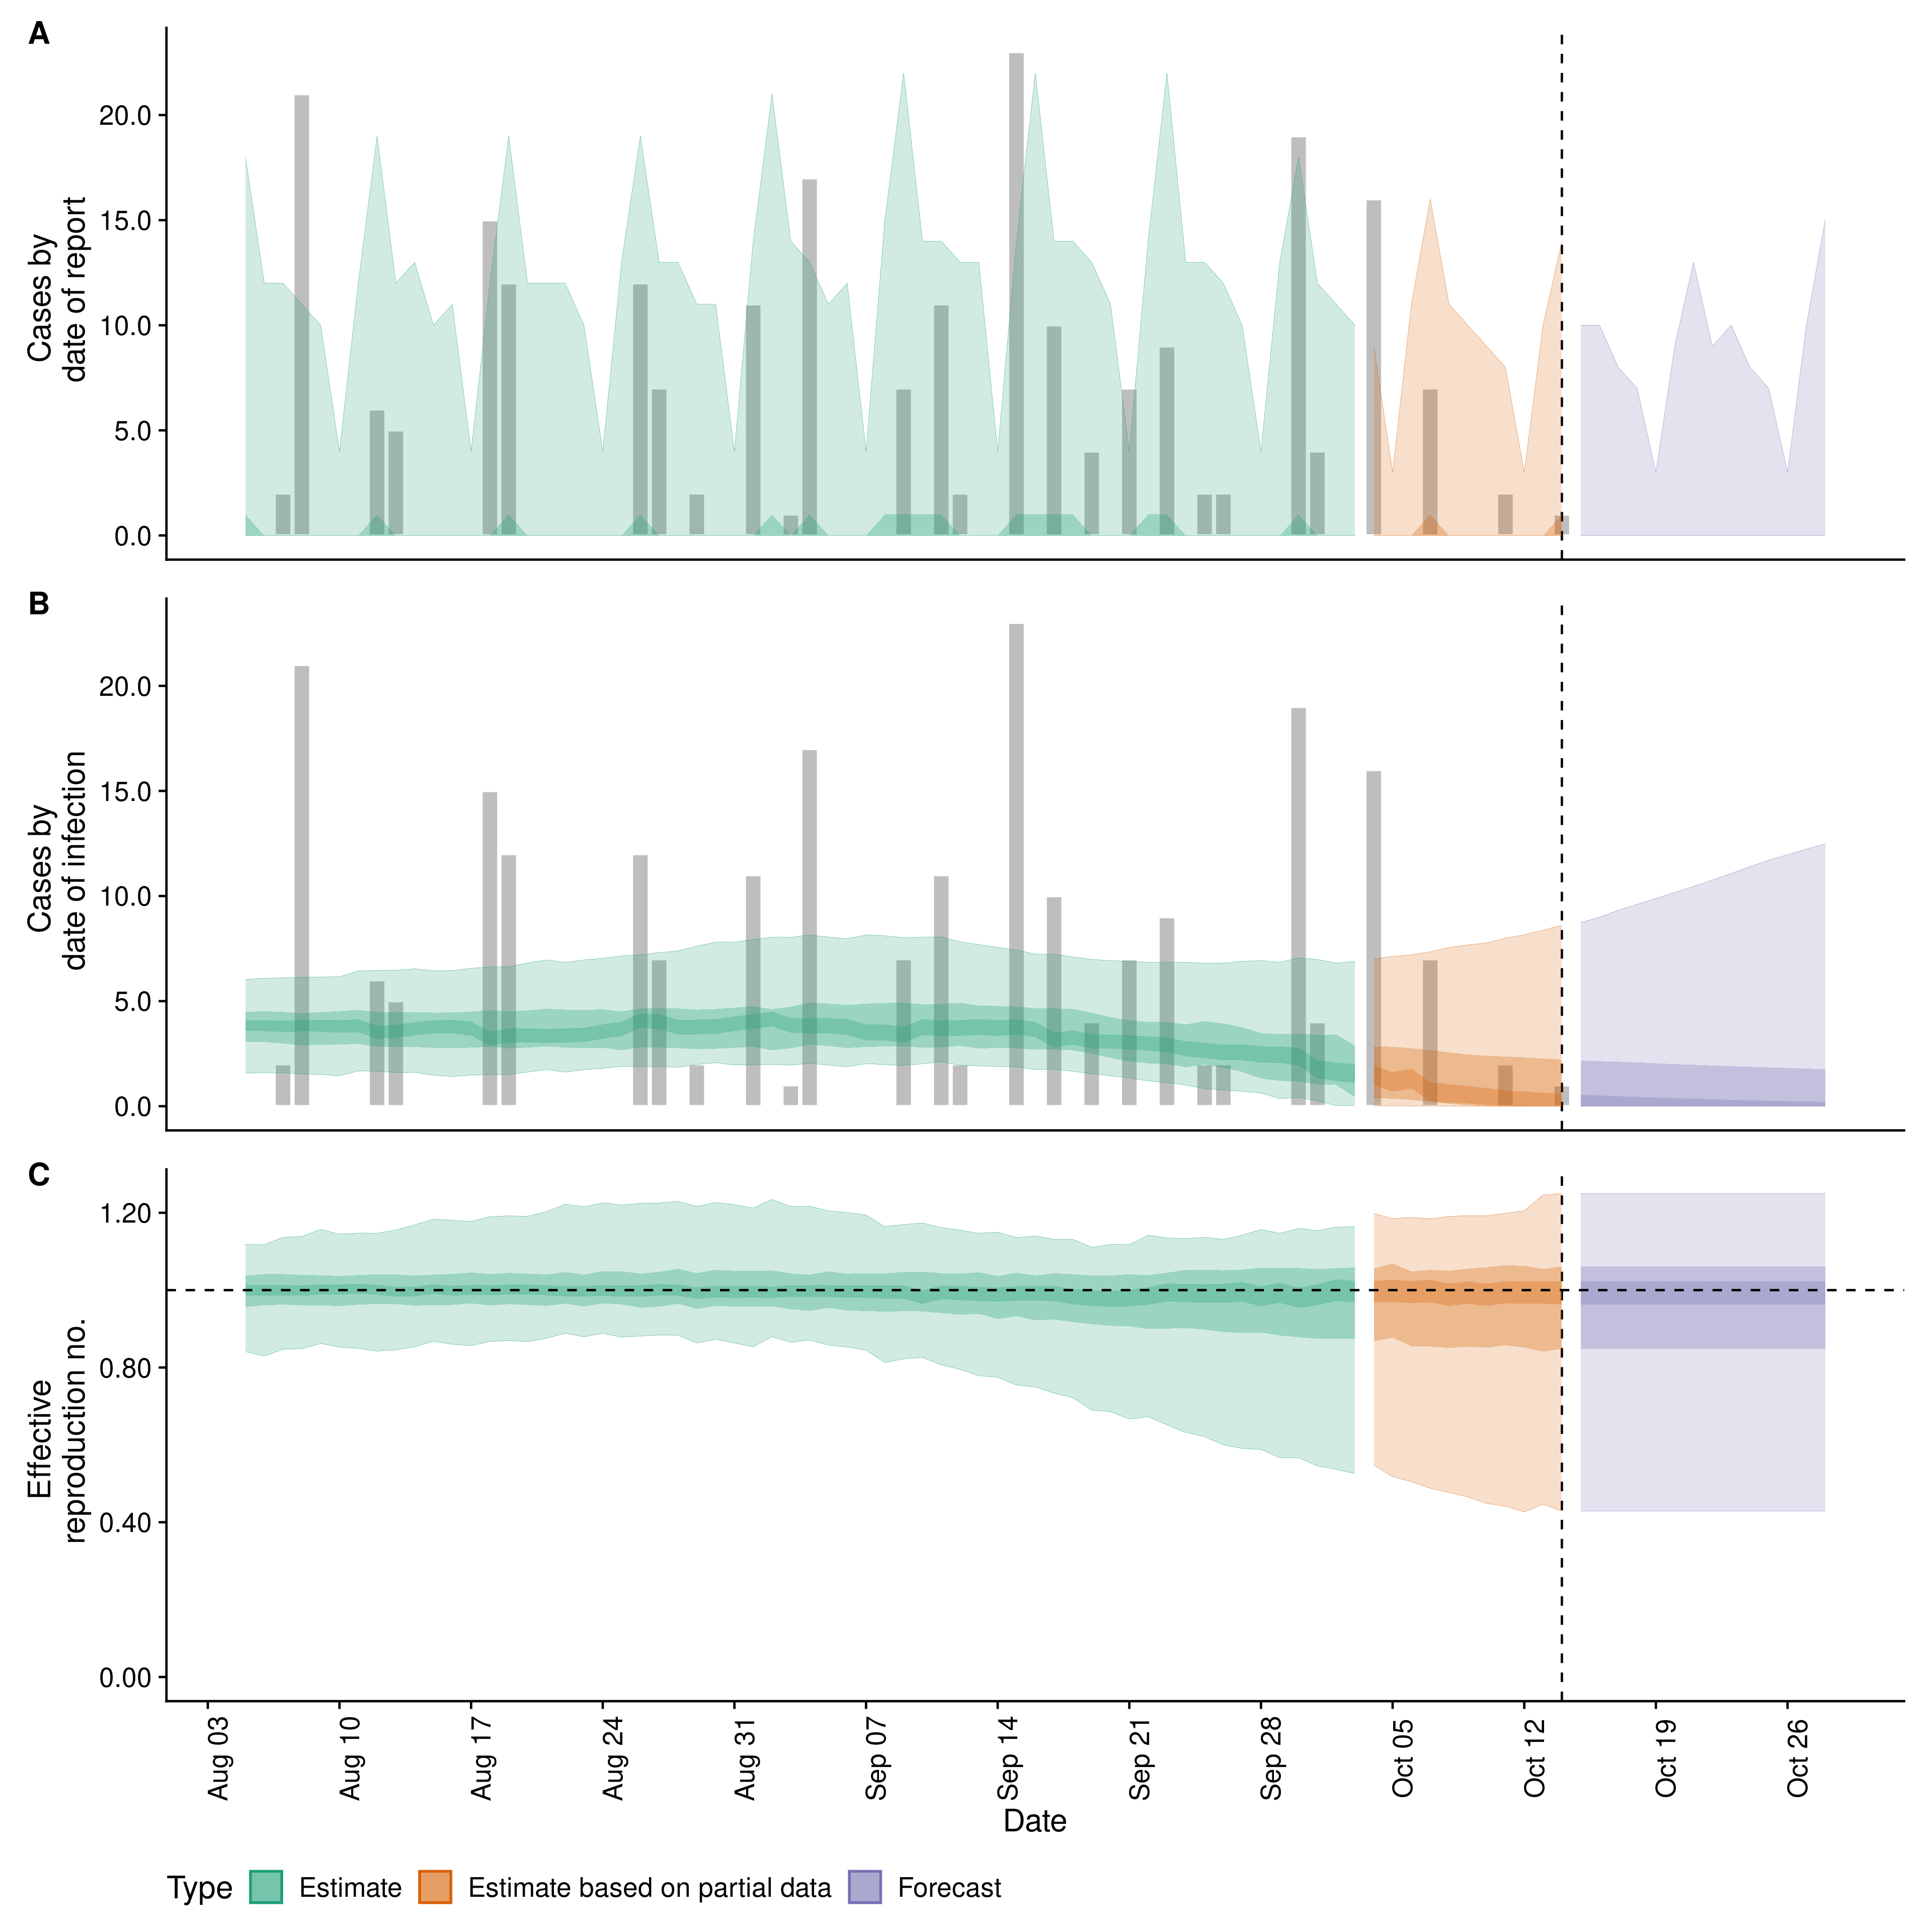 A
Cases by
date of report
20.0
15.0
10.0
5.0
0.0
B
Cases by
date of infection
20.0
15.0
10.0
5.0
0.0
C
Effective
reproduction no.
1.20
0.80
0.40
0.00
Aug 03
Aug 10
Aug 17
Aug 24
Aug 31
Sep 07
Sep 14
Sep 21
Sep 28
Oct 05
Oct 12
Oct 19
Oct 26
Date
Type Estimate Estimate based on partial data Forecast